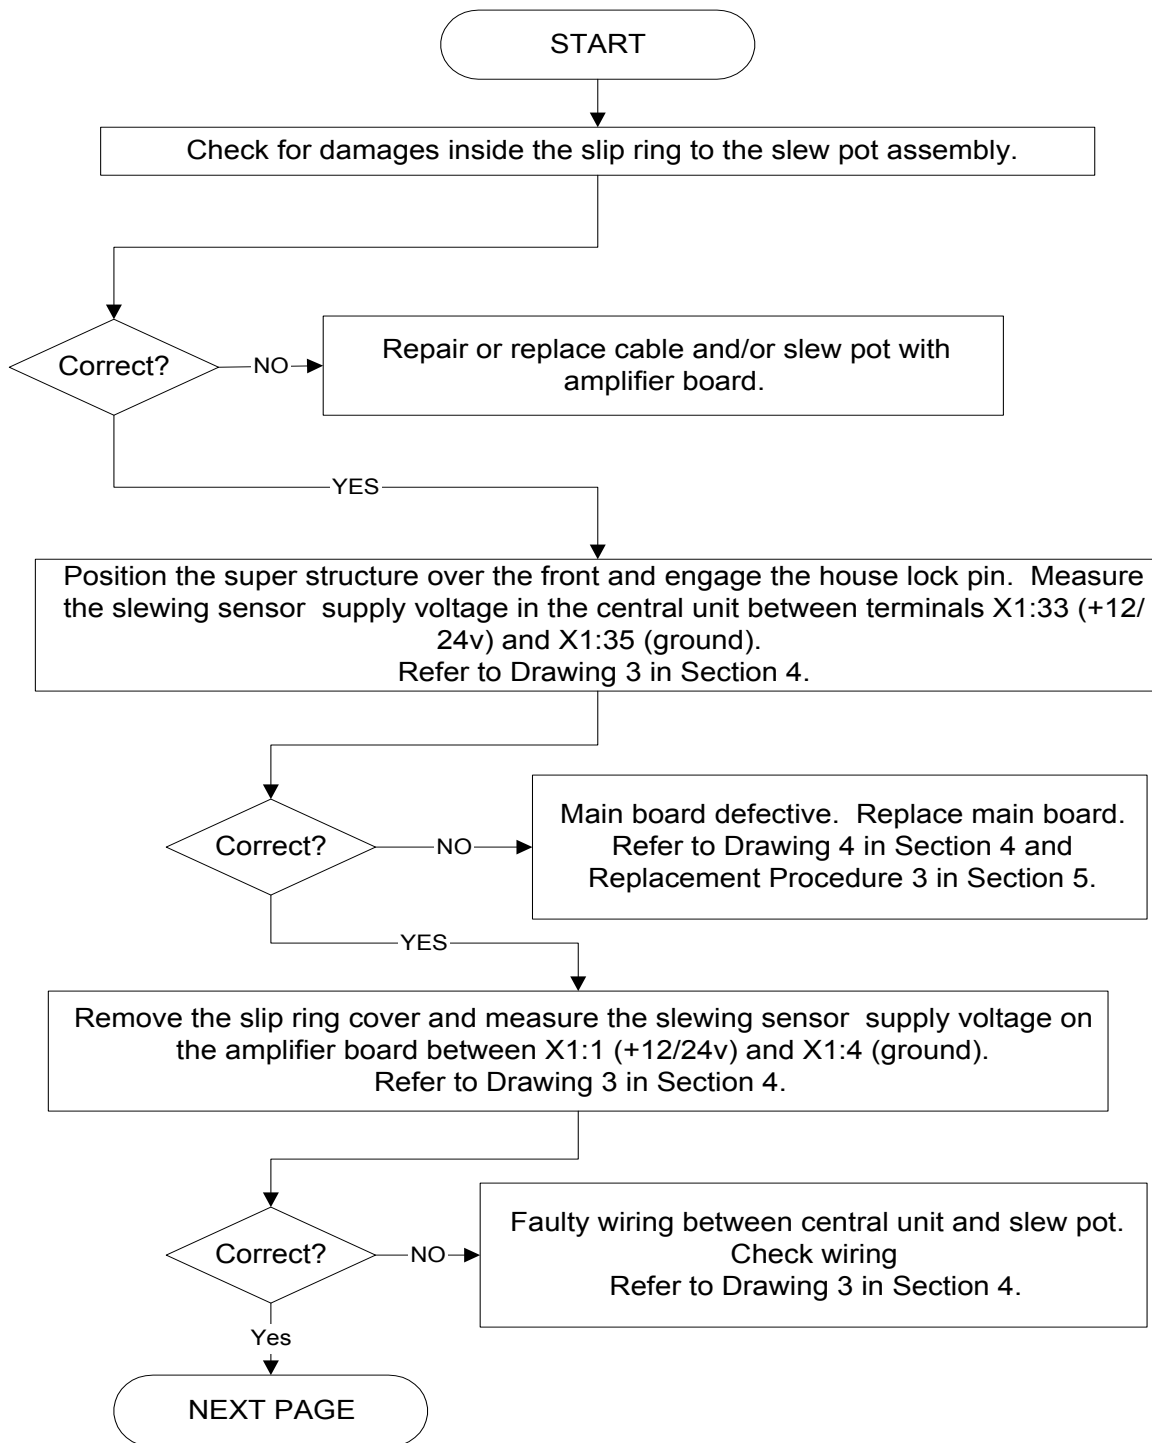 START
Check for damages inside the slip ring to the slew pot assembly.
Correct?
NO
Repair or replace cable and/or slew pot with
amplifier board.
YES
Position the super structure over the front and engage the house lock pin.  Measure
the slewing sensor  supply voltage in the central unit between terminals X1:33 (+12/
24v) and X1:35 (ground).
Refer to Drawing 3 in Section 4.
Correct?
NO
Main board defective.  Replace main board.
Refer to Drawing 4 in Section 4 and
Replacement Procedure 3 in Section 5.
YES
Remove the slip ring cover and measure the slewing sensor  supply voltage on
the amplifier board between X1:1 (+12/24v) and X1:4 (ground).
Refer to Drawing 3 in Section 4.
Correct?
NO
Faulty wiring between central unit and slew pot.
Check wiring
Refer to Drawing 3 in Section 4.
Yes
NEXT PAGE